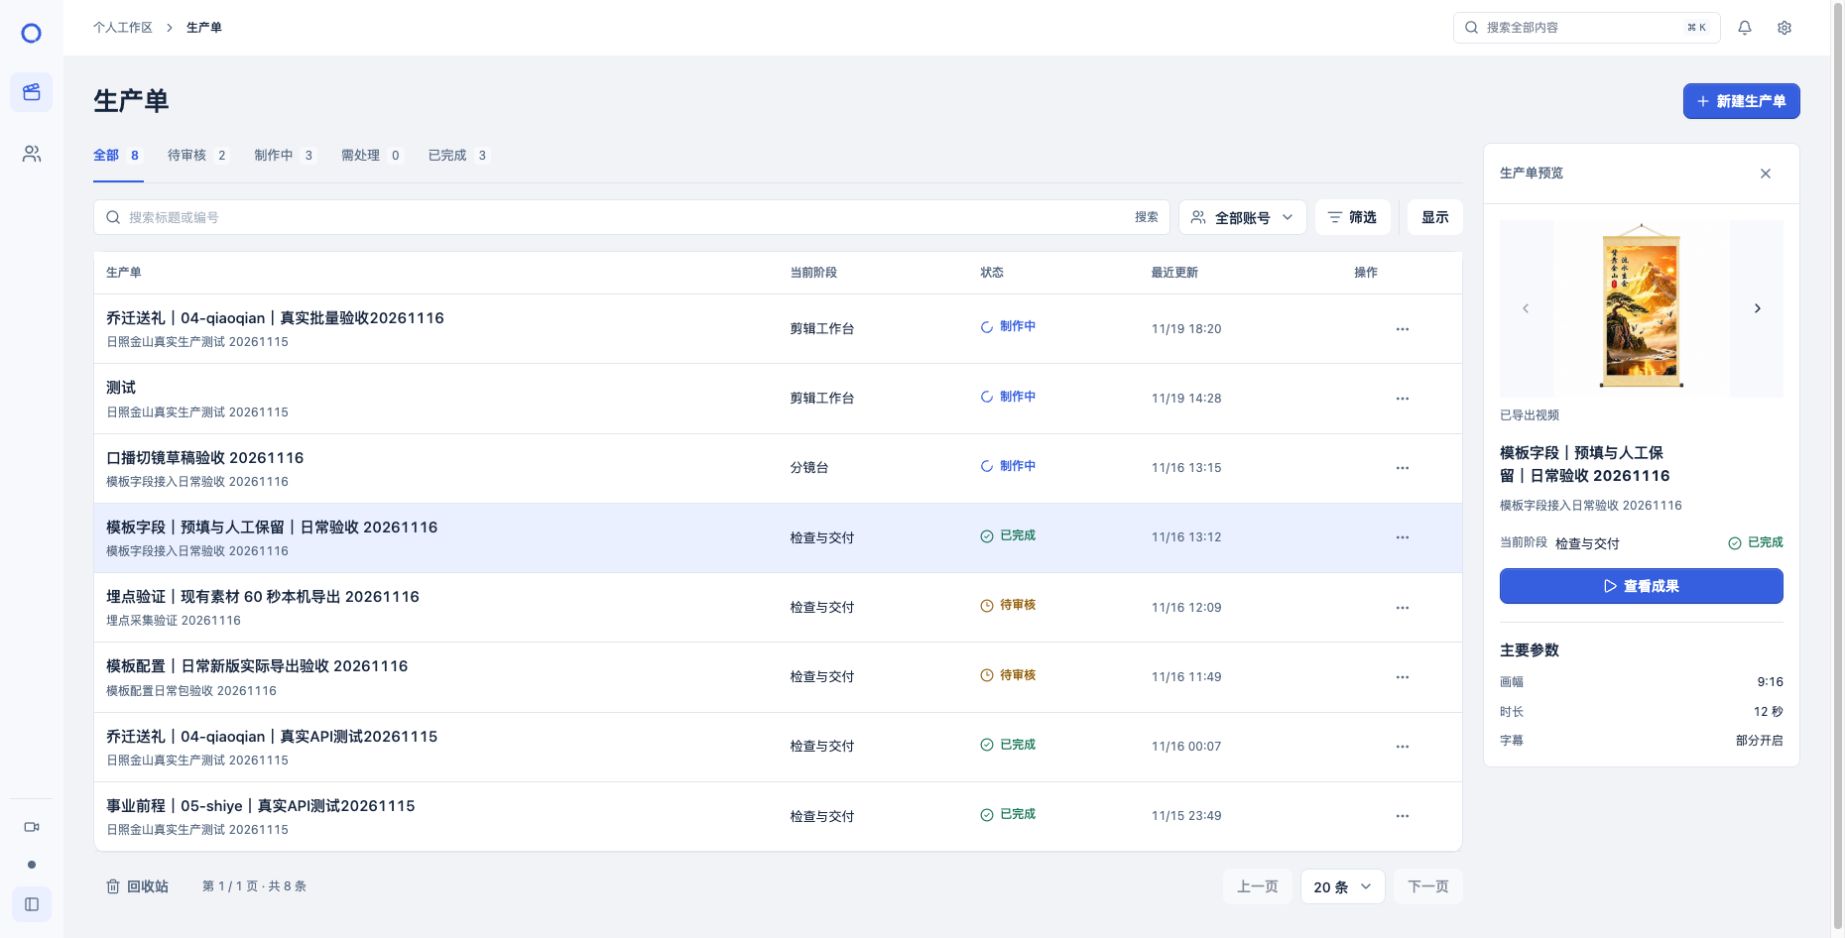 个人工作区 > 生产单
搜索全部内容 ⌘ K
生产单
+ 新建生产单
全部 8 待审核 2 制作中 3 需处理 0 已完成 3
搜索标题或编号 搜索 全部账号 筛选 显示
生产单 当前阶段 状态 最近更新 操作
乔迁送礼｜04-qiaoqian｜真实批量验收20261116
日照金山真实生产测试 20261115
剪辑工作台 制作中 11/19 18:20 ···
测试
日照金山真实生产测试 20261115
剪辑工作台 制作中 11/19 14:28 ···
口播切镜草稿验收 20261116
模板字段接入日常验收 20261116
分镜台 制作中 11/16 13:15 ···
模板字段｜预填与人工保留｜日常验收 20261116
模板字段接入日常验收 20261116
检查与交付 已完成 11/16 13:12 ···
埋点验证｜现有素材 60 秒本机导出 20261116
埋点采集验证 20261116
检查与交付 待审核 11/16 12:09 ···
模板配置｜日常新版实际导出验收 20261116
模板配置日常包验收 20261116
检查与交付 待审核 11/16 11:49 ···
乔迁送礼｜04-qiaoqian｜真实API测试20261115
日照金山真实生产测试 20261115
检查与交付 已完成 11/16 00:07 ···
事业前程｜05-shiye｜真实API测试20261115
日照金山真实生产测试 20261115
检查与交付 已完成 11/15 23:49 ···
回收站 第 1 / 1 页 · 共 8 条
上一页 20 条 下一页
生产单预览
已导出视频
模板字段｜预填与人工保
留｜日常验收 20261116
模板字段接入日常验收 20261116
当前阶段 检查与交付 已完成
查看成果
主要参数
画幅 9:16
时长 12 秒
字幕 部分开启